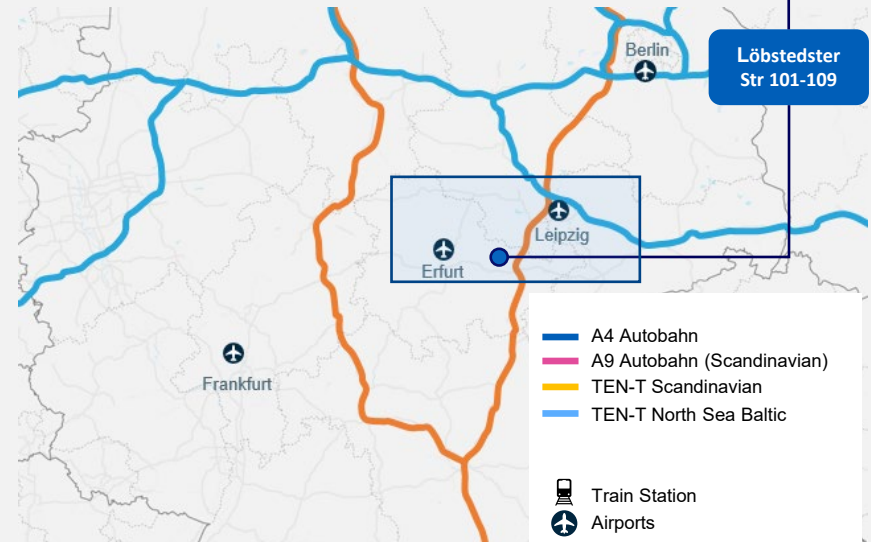 Berlin
Löbstedster
Str 101-109
Leipzig
Erfurt
Frankfurt
A4 Autobahn
A9 Autobahn (Scandinavian)
TEN-T Scandinavian
TEN-T North Sea Baltic
Train Station
Airports